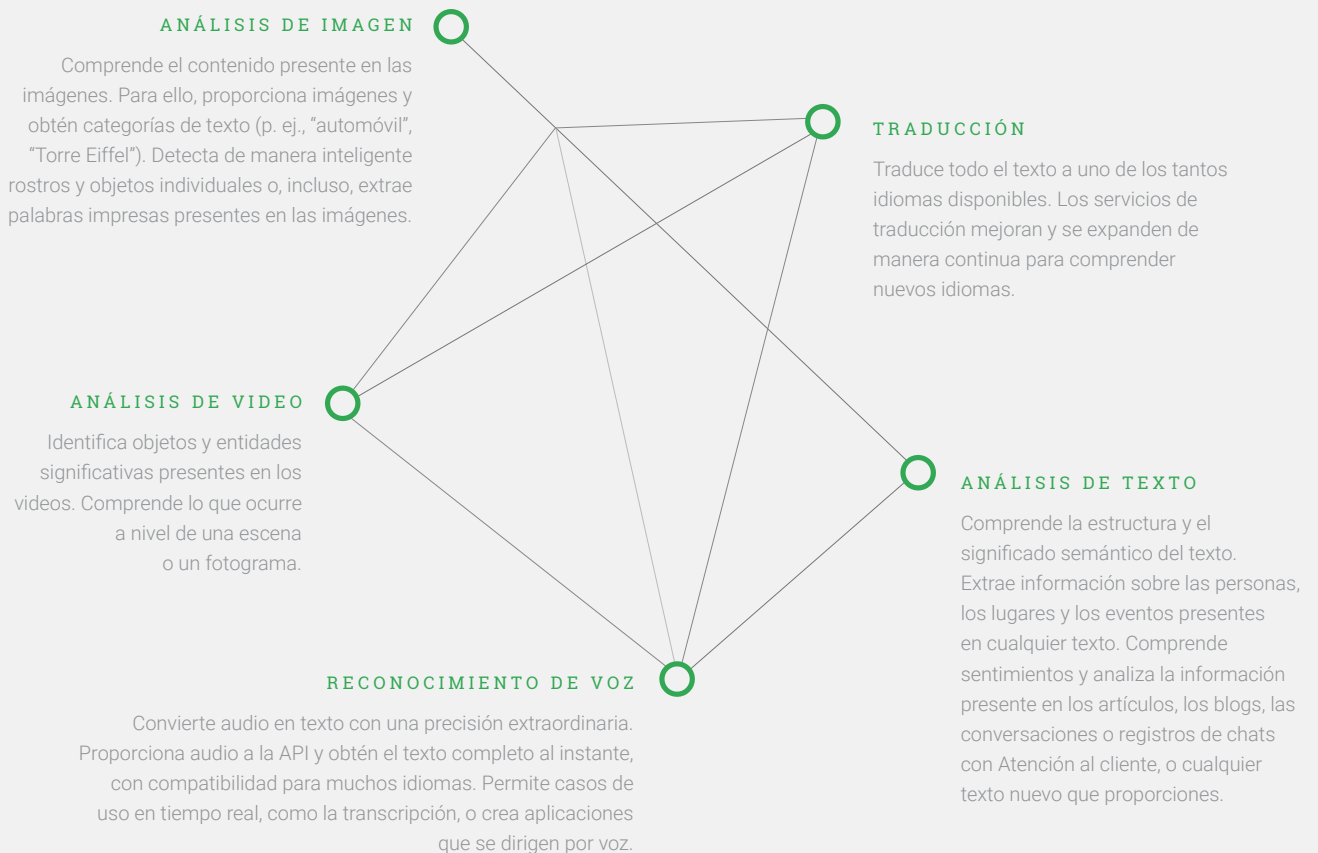 ANÁLISIS DE IMAGEN
Comprende el contenido presente en las
imágenes. Para ello, proporciona imágenes y
obtén categorías de texto (p. ej., “automóvil”,
“Torre Eiffel”). Detecta de manera inteligente
rostros y objetos individuales o, incluso, extrae
palabras impresas presentes en las imágenes.
TRADUCCIÓN
Traduce todo el texto a uno de los tantos
idiomas disponibles. Los servicios de
traducción mejoran y se expanden de
manera continua para comprender
nuevos idiomas.
ANÁLISIS DE VIDEO
Identifica objetos y entidades
significativas presentes en los
videos. Comprende lo que ocurre
a nivel de una escena
o un fotograma.
ANÁLISIS DE TEXTO
Comprende la estructura y el
significado semántico del texto.
Extrae información sobre las personas,
los lugares y los eventos presentes
en cualquier texto. Comprende
sentimientos y analiza la información
presente en los artículos, los blogs, las
conversaciones o registros de chats
con Atención al cliente, o cualquier
texto nuevo que proporciones.
RECONOCIMIENTO DE VOZ
Convierte audio en texto con una precisión extraordinaria.
Proporciona audio a la API y obtén el texto completo al instante,
con compatibilidad para muchos idiomas. Permite casos de
uso en tiempo real, como la transcripción, o crea aplicaciones
que se dirigen por voz.